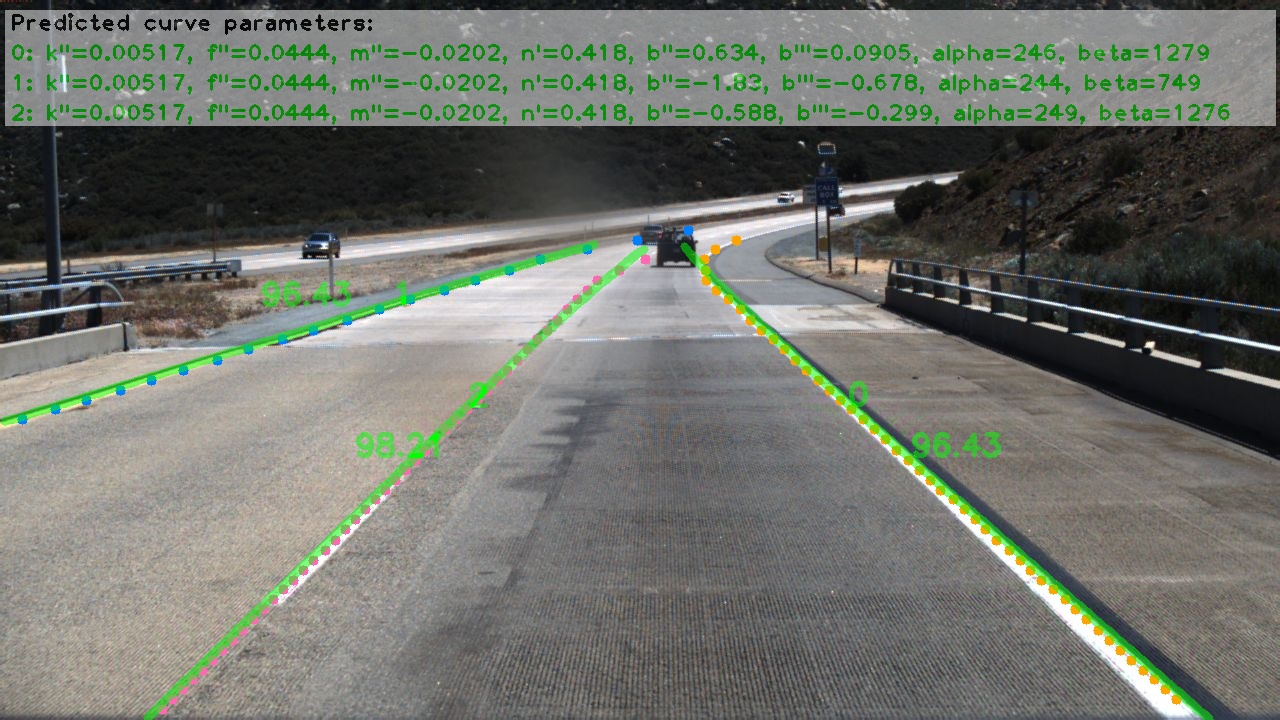 Predicted curve parameters:
0: k''=0.00517, f''=0.0444, m''=-0.0202, n'=0.418, b''=0.634, b'''=0.0905, alpha=246, beta=1279
1: k''=0.00517, f''=0.0444, m''=-0.0202, n'=0.418, b''=-1.83, b'''=-0.678, alpha=244, beta=749
2: k''=0.00517, f''=0.0444, m''=-0.0202, n'=0.418, b''=-0.588, b'''=-0.299, alpha=249, beta=1276
CALL
BOX
96.43 1
2 0
98.21 96.43